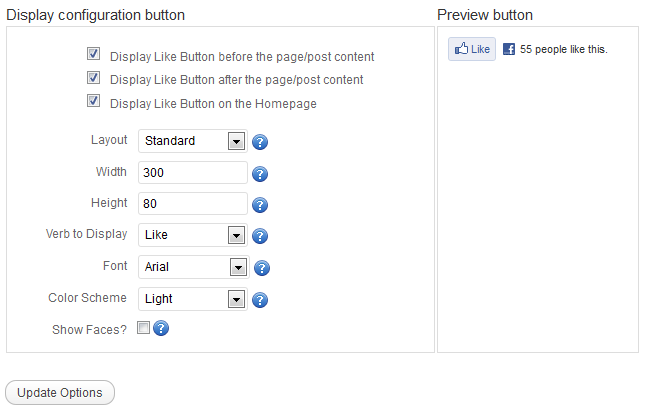 Display configuration button
Preview button
Display Like Button before the page/post content
Display Like Button after the page/post content
Display Like Button on the Homepage
Layout Standard ?
Width 300 ?
Height 80 ?
Verb to Display Like ?
Font Arial ?
Color Scheme Light ?
Show Faces? ?
Like f 55 people like this.
Update Options